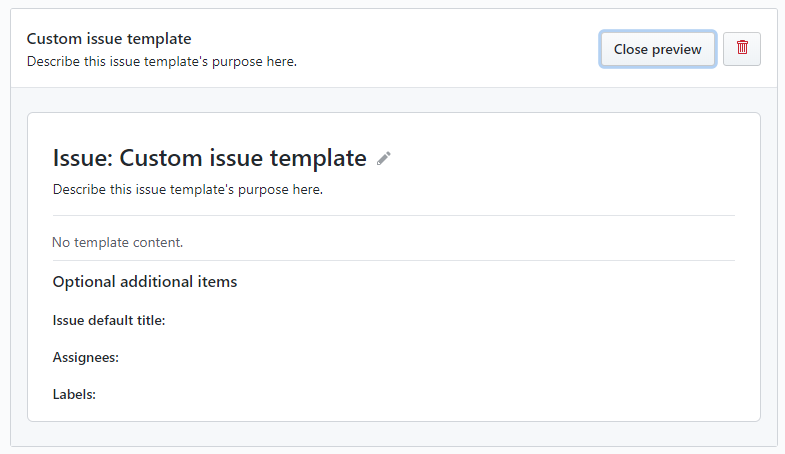 Custom issue template
Describe this issue template's purpose here.
Close preview
Issue: Custom issue template
Describe this issue template's purpose here.
No template content.
Optional additional items
Issue default title:
Assignees:
Labels: